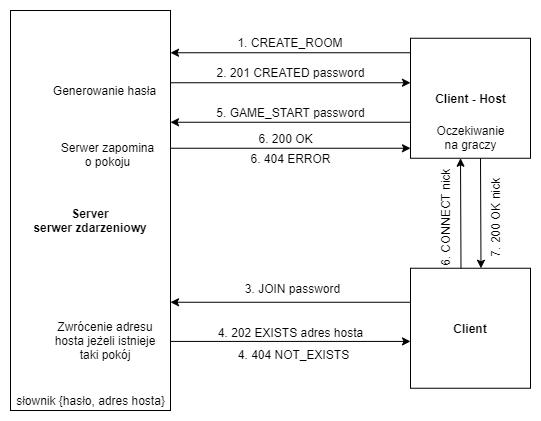 1. CREATE_ROOM
2. 201 CREATED password
Generowanie hasła
Client - Host
5. GAME_START password
Oczekiwanie
na graczy
6. 200 OK
Serwer zapomina
o pokoju
6. 404 ERROR
6. CONNECT nick
7. 200 OK nick
Server
serwer zdarzeniowy
3. JOIN password
Zwrócenie adresu
hosta jeżeli istnieje
taki pokój
4. 202 EXISTS adres hosta
Client
4. 404 NOT_EXISTS
słownik {hasło, adres hosta}